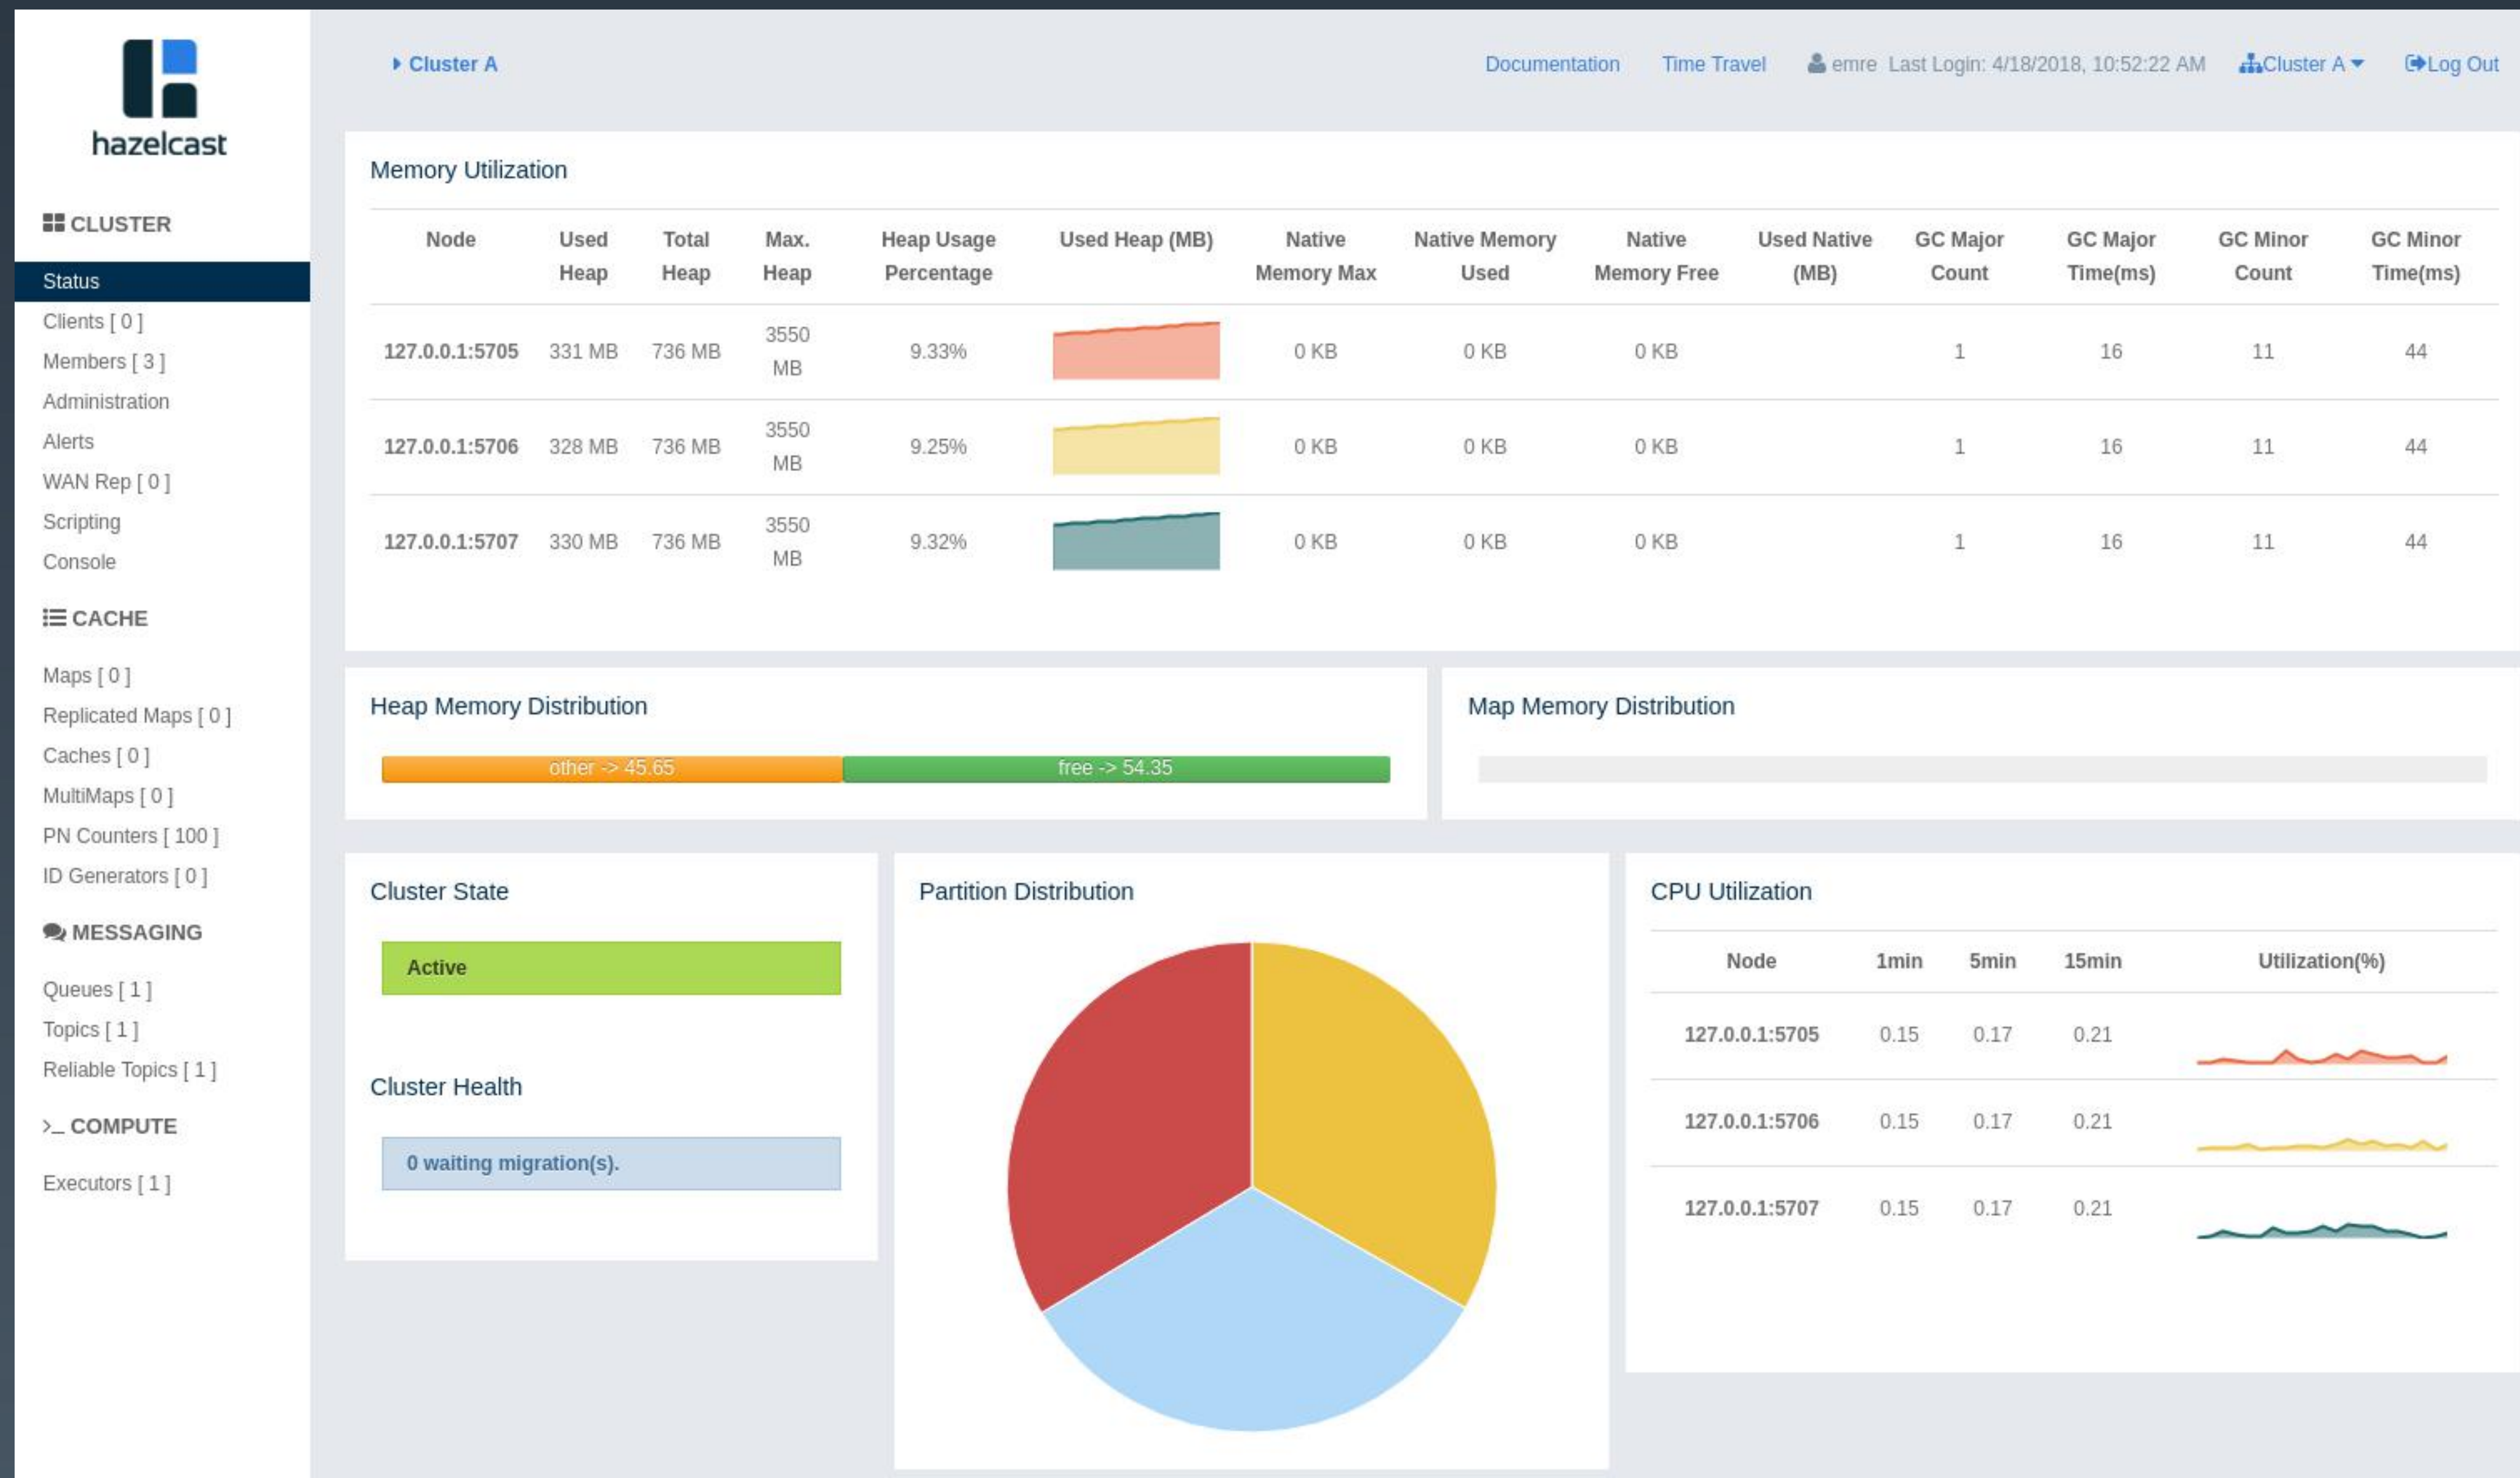 hazelcast
Cluster A
Documentation Time Travel emre Last Login: 4/18/2018, 10:52:22 AM Cluster A Log Out
CLUSTER
Status
Clients [ 0 ]
Members [ 3 ]
Administration
Alerts
WAN Rep [ 0 ]
Scripting
Console
CACHE
Maps [ 0 ]
Replicated Maps [ 0 ]
Caches [ 0 ]
MultiMaps [ 0 ]
PN Counters [ 100 ]
ID Generators [ 0 ]
MESSAGING
Queues [ 1 ]
Topics [ 1 ]
Reliable Topics [ 1 ]
COMPUTE
Executors [ 1 ]
Memory Utilization
Node Used Heap Total Heap Max. Heap Heap Usage Percentage Used Heap (MB) Native Memory Max Native Memory Used Native Memory Free Used Native (MB) GC Major Count GC Major Time(ms) GC Minor Count GC Minor Time(ms)
127.0.0.1:5705 331 MB 736 MB 3550 MB 9.33% 0 KB 0 KB 0 KB 1 16 11 44
127.0.0.1:5706 328 MB 736 MB 3550 MB 9.25% 0 KB 0 KB 0 KB 1 16 11 44
127.0.0.1:5707 330 MB 736 MB 3550 MB 9.32% 0 KB 0 KB 0 KB 1 16 11 44
Heap Memory Distribution
other -> 45.65 free -> 54.35
Map Memory Distribution
Cluster State
Active
Cluster Health
0 waiting migration(s).
Partition Distribution
CPU Utilization
Node 1min 5min 15min Utilization(%)
127.0.0.1:5705 0.15 0.17 0.21
127.0.0.1:5706 0.15 0.17 0.21
127.0.0.1:5707 0.15 0.17 0.21